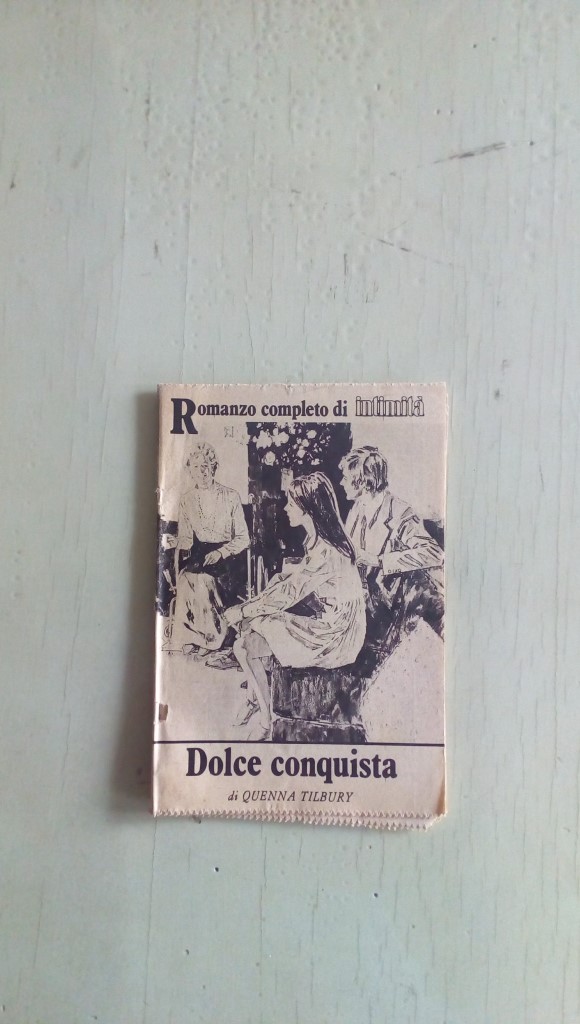 Romanzo completo di intimità
Dolce conquista
di QUENNA TILBURY